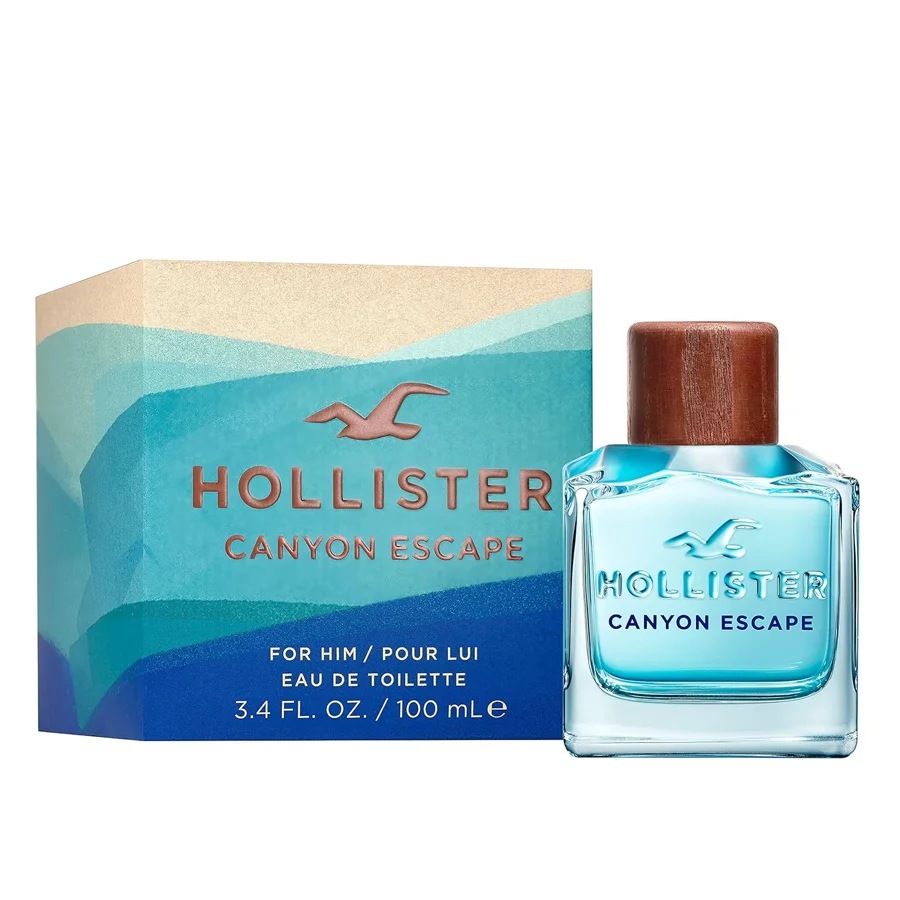 HOLLISTER
CANYON ESCAPE
FOR HIM / POUR LUI
EAU DE TOILETTE
3.4 FL. OZ. / 100 mL℮
HOLLISTER
CANYON ESCAPE